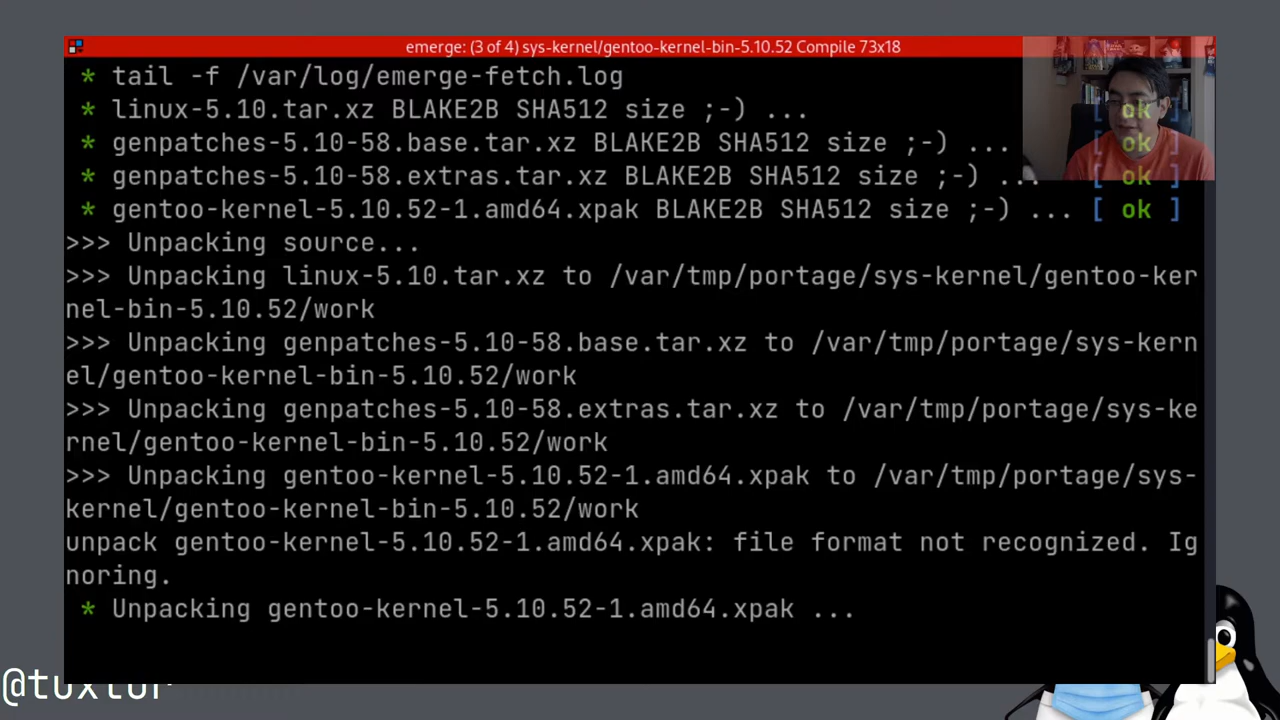 emerge: (3 of 4) sys-kernel/gentoo-kernel-bin-5.10.52 Compile 73x18
* tail -f /var/log/emerge-fetch.log
* linux-5.10.tar.xz BLAKE2B SHA512 size ;-) ... [ ok ]
* genpatches-5.10-58.base.tar.xz BLAKE2B SHA512 size ;-) ... [ ok ]
* genpatches-5.10-58.extras.tar.xz BLAKE2B SHA512 size ;-) ... [ ok ]
* gentoo-kernel-5.10.52-1.amd64.xpak BLAKE2B SHA512 size ;-) ... [ ok ]
>>> Unpacking source...
>>> Unpacking linux-5.10.tar.xz to /var/tmp/portage/sys-kernel/gentoo-ker
nel-bin-5.10.52/work
>>> Unpacking genpatches-5.10-58.base.tar.xz to /var/tmp/portage/sys-kern
el/gentoo-kernel-bin-5.10.52/work
>>> Unpacking genpatches-5.10-58.extras.tar.xz to /var/tmp/portage/sys-ke
rnel/gentoo-kernel-bin-5.10.52/work
>>> Unpacking gentoo-kernel-5.10.52-1.amd64.xpak to /var/tmp/portage/sys-
kernel/gentoo-kernel-bin-5.10.52/work
unpack gentoo-kernel-5.10.52-1.amd64.xpak: file format not recognized. Ig
noring.
* Unpacking gentoo-kernel-5.10.52-1.amd64.xpak ...